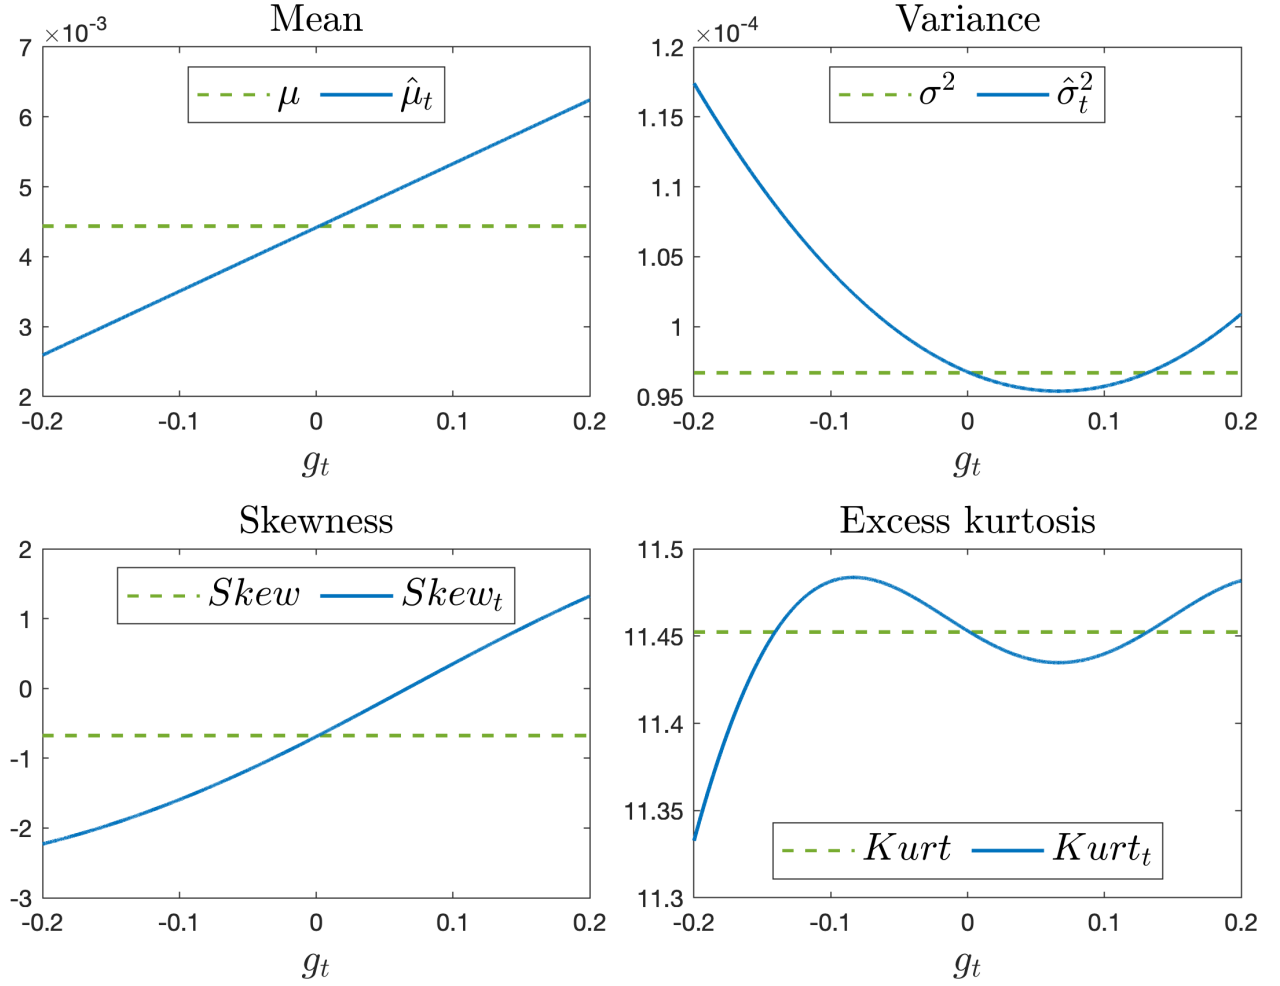 Mean
×10⁻³
7
6
5
4
3
2
μ μ̂ₜ
-0.2 -0.1 0 0.1 0.2
gₜ
Variance
×10⁻⁴
1.2
1.15
1.1
1.05
1
0.95
σ² σ̂ₜ²
-0.2 -0.1 0 0.1 0.2
gₜ
Skewness
2
1
0
-1
-2
-3
Skew Skewₜ
-0.2 -0.1 0 0.1 0.2
gₜ
Excess kurtosis
11.5
11.45
11.4
11.35
11.3
Kurt Kurtₜ
-0.2 -0.1 0 0.1 0.2
gₜ